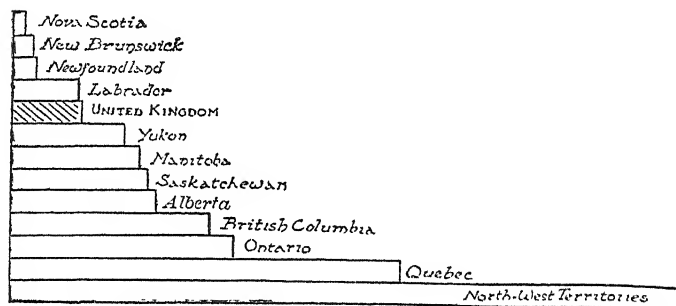 Nova Scotia
New Brunswick
Newfoundland
Labrador
UNITED KINGDOM
Yukon
Manitoba
Saskatchewan
Alberta
British Columbia
Ontario
Quebec
North-West Territories